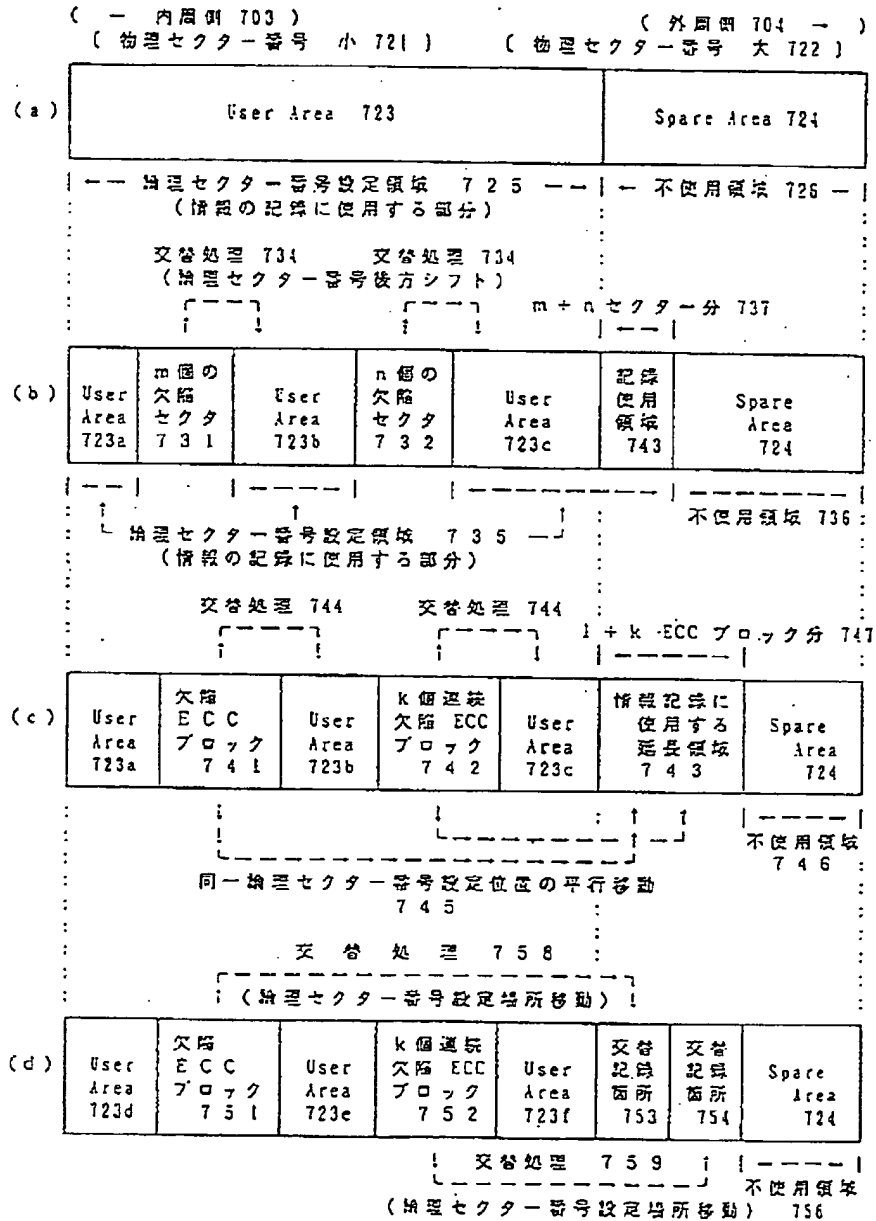 ( ← 内周側 703 ) ( 外周側 704 → )
( 物理セクター番号 小 721 ) ( 物理セクター番号 大 722 )
(a) User Area 723 Spare Area 724
論理セクター番号設定領域 725 不使用領域 726
(情報の記録に使用する部分)
交替処理 734 交替処理 734
(論理セクター番号後方シフト)
m + n セクター分 737
(b)
User Area 723a
m個の欠陥セクタ 731
User Area 723b
n個の欠陥セクタ 732
User Area 723c
記録使用領域 743
Spare Area 724
論理セクター番号設定領域 735 不使用領域 736
(情報の記録に使用する部分)
交替処理 744 交替処理 744
1 + k ECC ブロック分 747
(c)
User Area 723a
欠陥 ECC ブロック 741
User Area 723b
k個連続欠陥 ECC ブロック 742
User Area 723c
情報記録に使用する延長領域 743
Spare Area 724
不使用領域 746
同一論理セクター番号設定位置の平行移動
745
交替処理 758
(論理セクター番号設定場所移動)
(d)
User Area 723d
欠陥 ECC ブロック 751
User Area 723e
k個連続欠陥 ECC ブロック 752
User Area 723f
交替記録箇所 753
交替記録箇所 754
Spare Area 724
交替処理 759
不使用領域
(論理セクター番号設定場所移動) 756